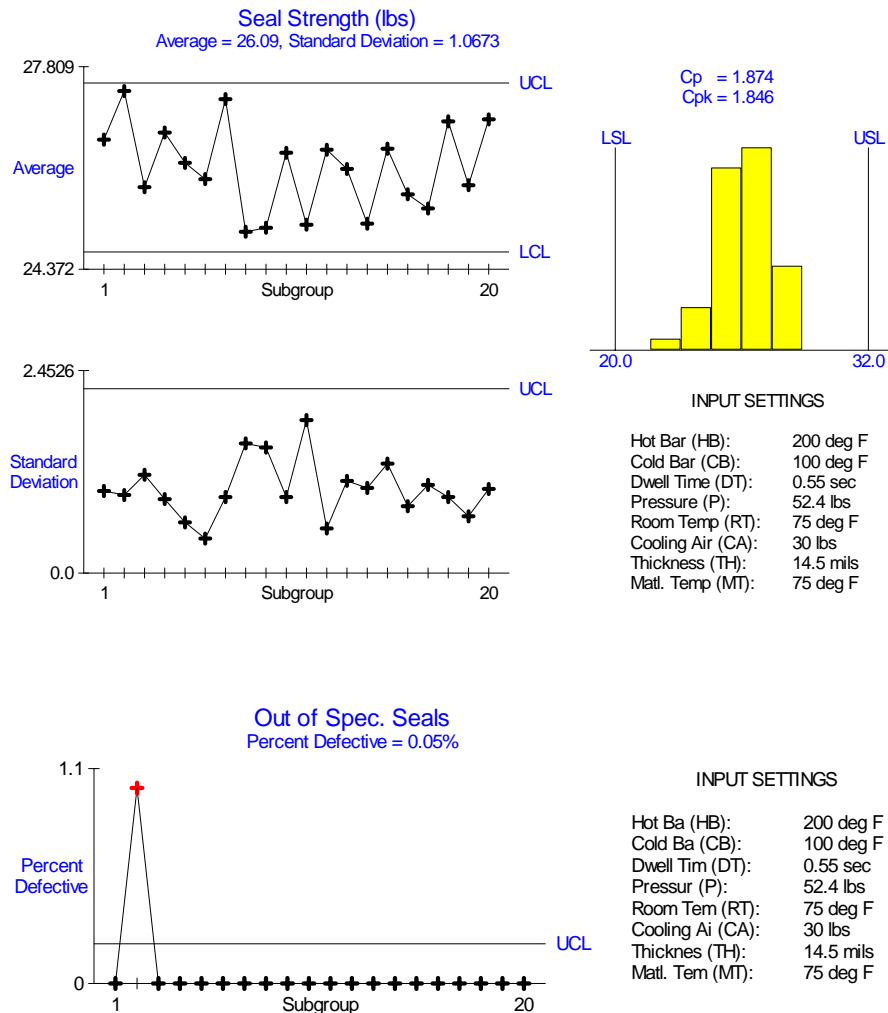 Seal Strength (lbs)
Average = 26.09, Standard Deviation = 1.0673
27.809
UCL
Average
LCL
24.372
1
Subgroup
20
Cp = 1.874
Cpk = 1.846
LSL
USL
20.0
32.0
2.4526
UCL
Standard
Deviation
0.0
1
Subgroup
20
INPUT SETTINGS
Hot Bar (HB): 200 deg F
Cold Bar (CB): 100 deg F
Dwell Time (DT): 0.55 sec
Pressure (P): 52.4 lbs
Room Temp (RT): 75 deg F
Cooling Air (CA): 30 lbs
Thickness (TH): 14.5 mils
Matl. Temp (MT): 75 deg F
Out of Spec. Seals
Percent Defective = 0.05%
1.1
Percent
Defective
UCL
0
1
Subgroup
20
INPUT SETTINGS
Hot Ba (HB): 200 deg F
Cold Ba (CB): 100 deg F
Dwell Tim (DT): 0.55 sec
Pressur (P): 52.4 lbs
Room Tem (RT): 75 deg F
Cooling Ai (CA): 30 lbs
Thicknes (TH): 14.5 mils
Matl. Tem (MT): 75 deg F